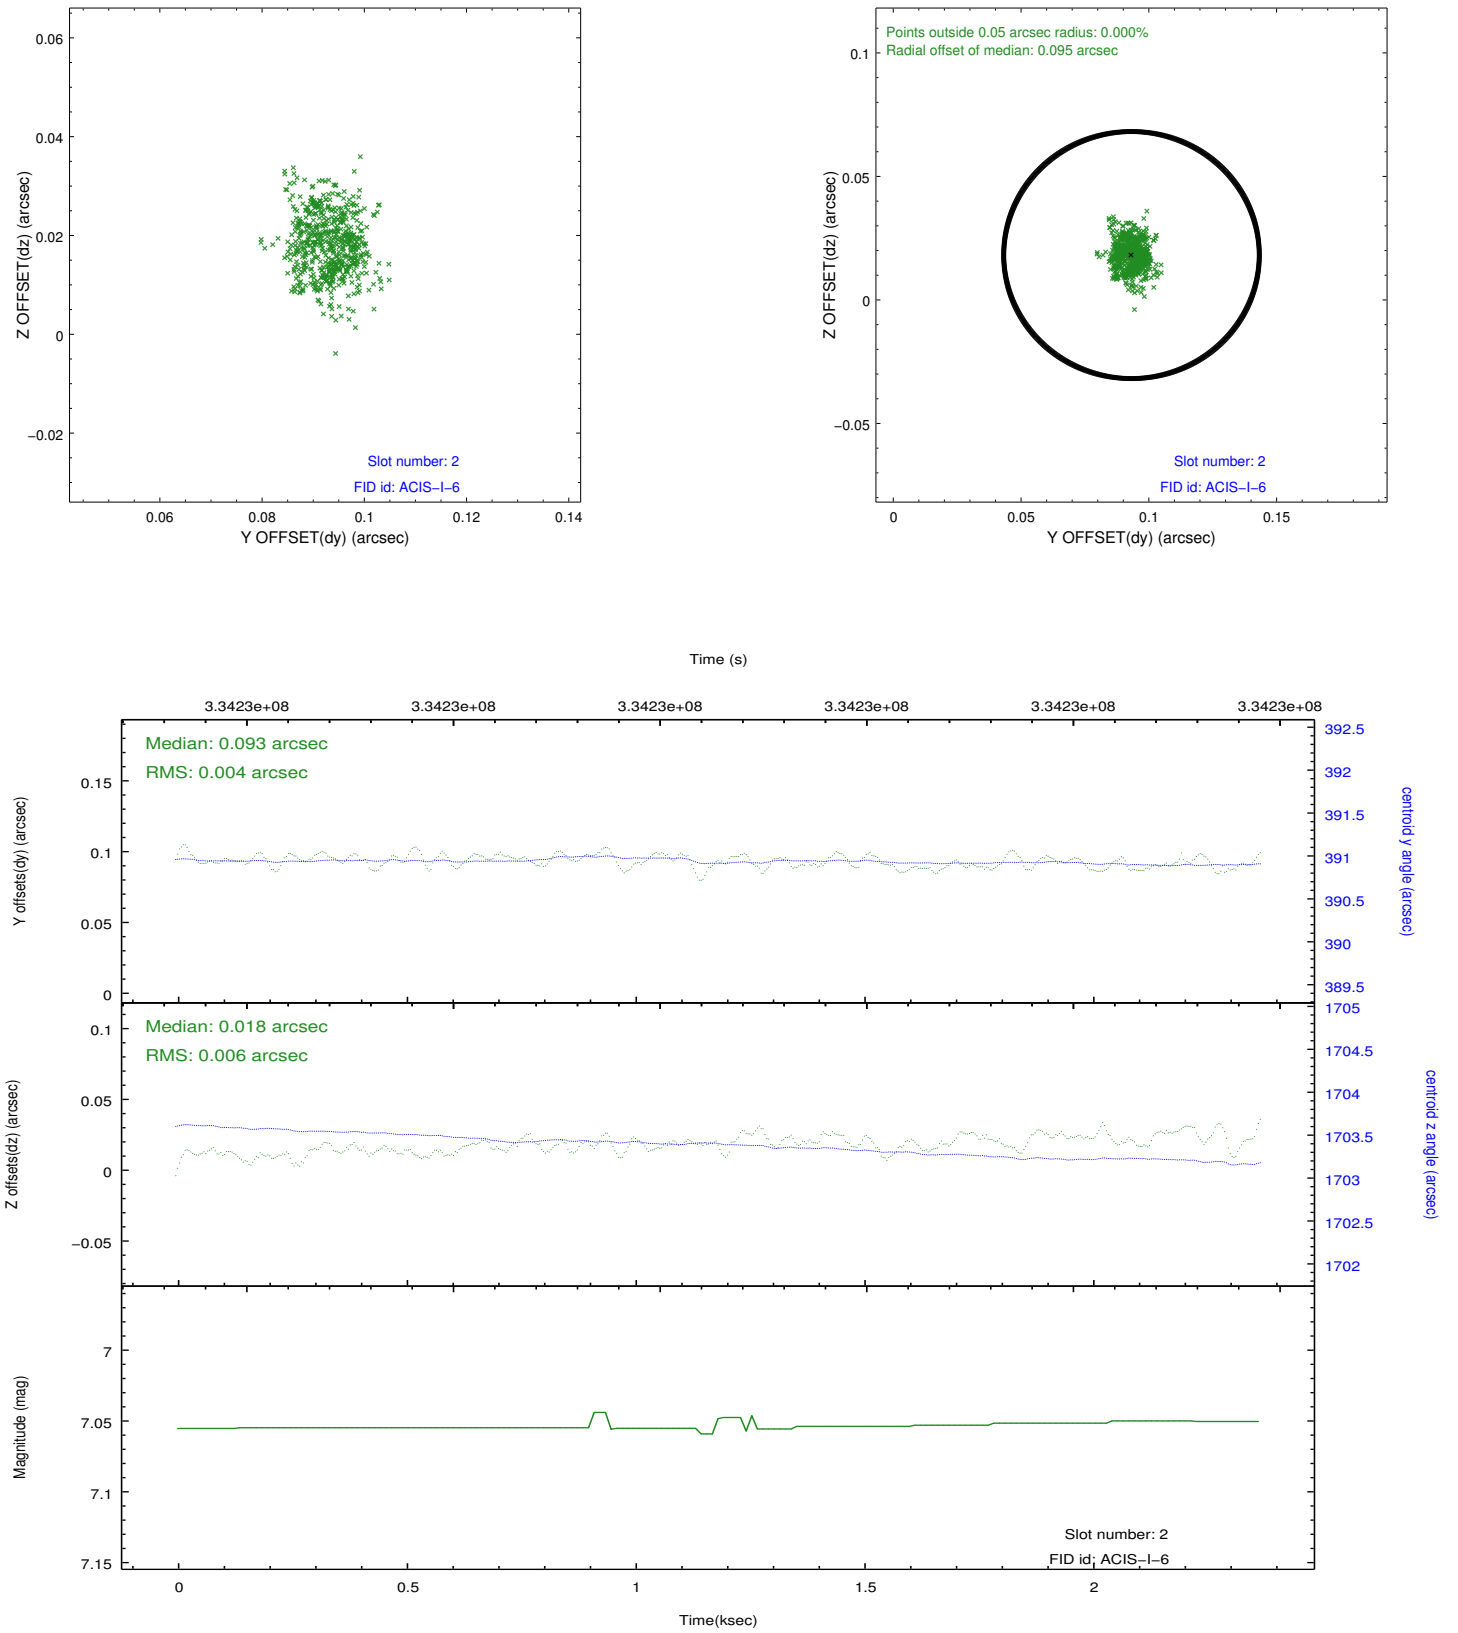 0.06
0.04
0.02
0
−0.02
Z OFFSET(dz) (arcsec)
Slot number: 2
FID id: ACIS−I−6
0.06 0.08 0.1 0.12 0.14
Y OFFSET(dy) (arcsec)
Points outside 0.05 arcsec radius: 0.000%
Radial offset of median: 0.095 arcsec
0.1
0.05
0
−0.05
Z OFFSET(dz) (arcsec)
Slot number: 2
FID id: ACIS−I−6
0 0.05 0.1 0.15
Y OFFSET(dy) (arcsec)
Time (s)
3.3423e+08 3.3423e+08 3.3423e+08 3.3423e+08 3.3423e+08 3.3423e+08
Median: 0.093 arcsec
RMS: 0.004 arcsec
0.15
0.1
0.05
0
Y offsets(dy) (arcsec)
392.5
392
391.5
391
390.5
390
389.5
centroid y angle (arcsec)
Median: 0.018 arcsec
RMS: 0.006 arcsec
0.1
0.05
0
−0.05
Z offsets(dz) (arcsec)
1705
1704.5
1704
1703.5
1703
1702.5
1702
centroid z angle (arcsec)
7
7.05
7.1
7.15
Magnitude (mag)
Slot number: 2
FID id: ACIS−I−6
0 0.5 1 1.5 2
Time(ksec)